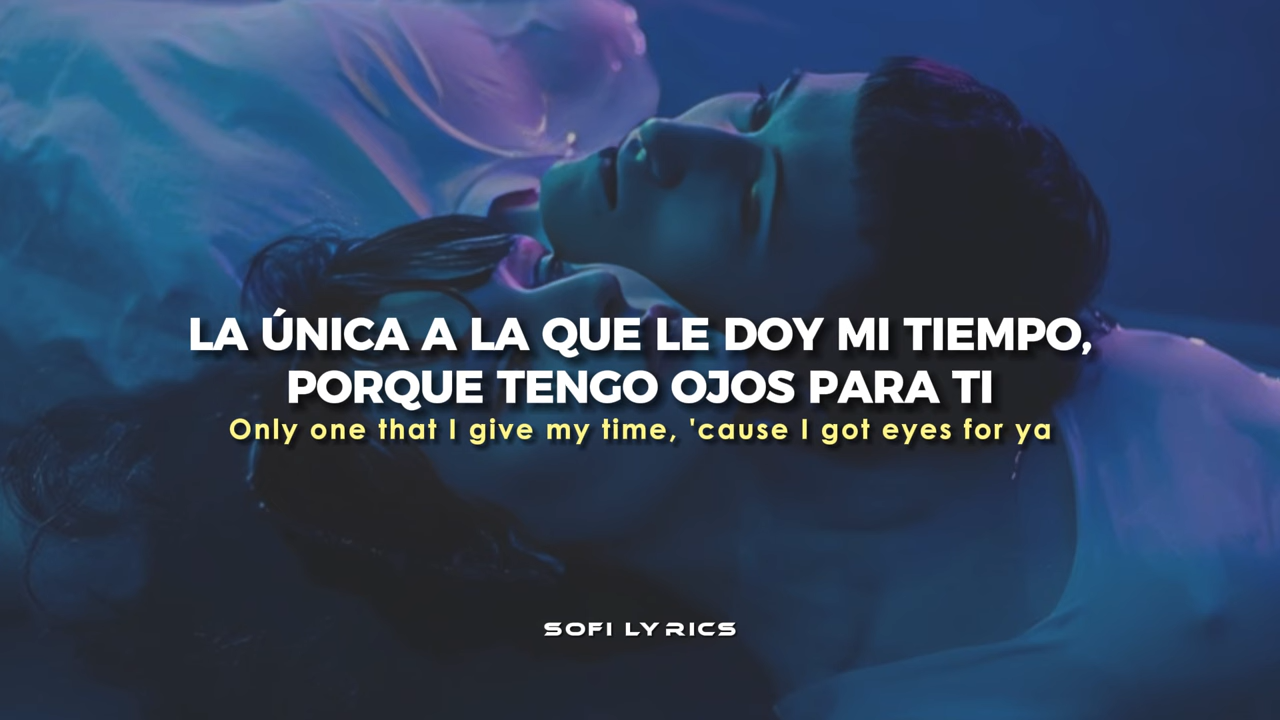 LA ÚNICA A LA QUE LE DOY MI TIEMPO,
PORQUE TENGO OJOS PARA TI
Only one that I give my time, 'cause I got eyes for ya
SOFI LYRICS